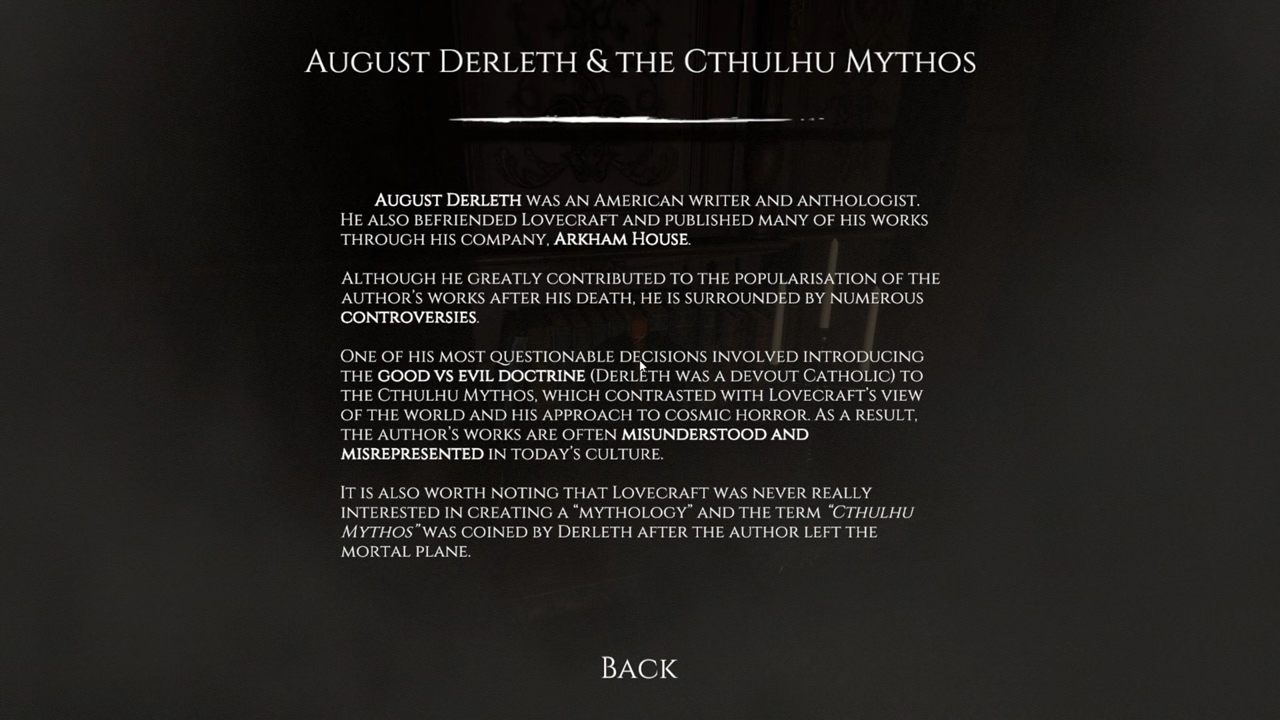 August Derleth & the Cthulhu Mythos
August Derleth was an American writer and anthologist.
He also befriended Lovecraft and published many of his works
through his company, Arkham House.
Although he greatly contributed to the popularisation of the
author's works after his death, he is surrounded by numerous
controversies.
One of his most questionable decisions involved introducing
the good vs evil doctrine (Derleth was a devout Catholic) to
the Cthulhu Mythos, which contrasted with Lovecraft's view
of the world and his approach to cosmic horror. As a result,
the author's works are often misunderstood and
misrepresented in today's culture.
It is also worth noting that Lovecraft was never really
interested in creating a “mythology” and the term “Cthulhu
Mythos” was coined by Derleth after the author left the
mortal plane.
Back